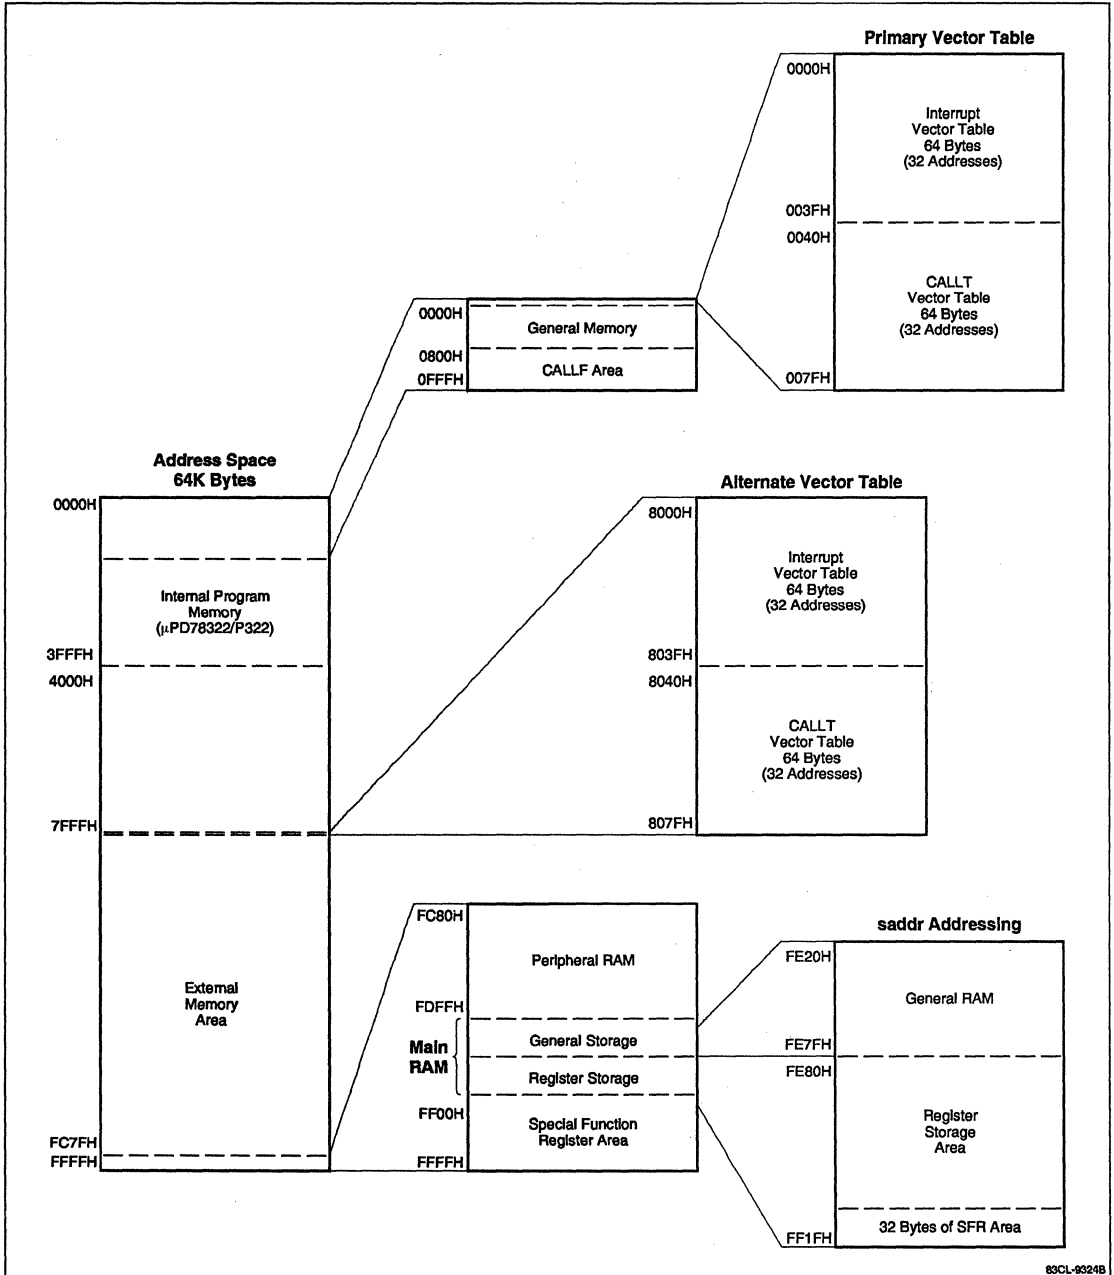 Primary Vector Table
0000H
Interrupt
Vector Table
64 Bytes
(32 Addresses)
003FH
0040H
CALLT
Vector Table
64 Bytes
(32 Addresses)
007FH
0000H
General Memory
0800H
CALLF Area
0FFFH
Address Space
64K Bytes
0000H
Internal Program
Memory
(µPD78322/P322)
3FFFH
4000H
7FFFH
External
Memory
Area
FC7FH
FFFFH
Alternate Vector Table
8000H
Interrupt
Vector Table
64 Bytes
(32 Addresses)
803FH
8040H
CALLT
Vector Table
64 Bytes
(32 Addresses)
807FH
FC80H
Peripheral RAM
FDFFH
Main
RAM
General Storage
Register Storage
FF00H
Special Function
Register Area
FFFFH
saddr Addressing
FE20H
General RAM
FE7FH
FE80H
Register
Storage
Area
32 Bytes of SFR Area
FF1FH
83CL-9324B